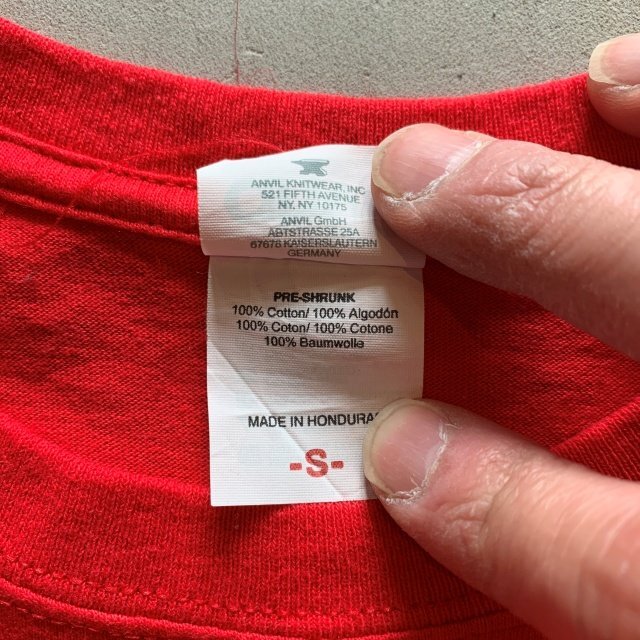 ANVIL KNITWEAR, INC
521 FIFTH AVENUE
NY, NY 10175
ANVIL GmbH
ABTSTRASSE 25A
67678 KAISERSLAUTERN
GERMANY
PRE-SHRUNK
100% Cotton/ 100% Algodón
100% Coton/ 100% Cotone
100% Baumwolle
MADE IN HONDURAS
-S-